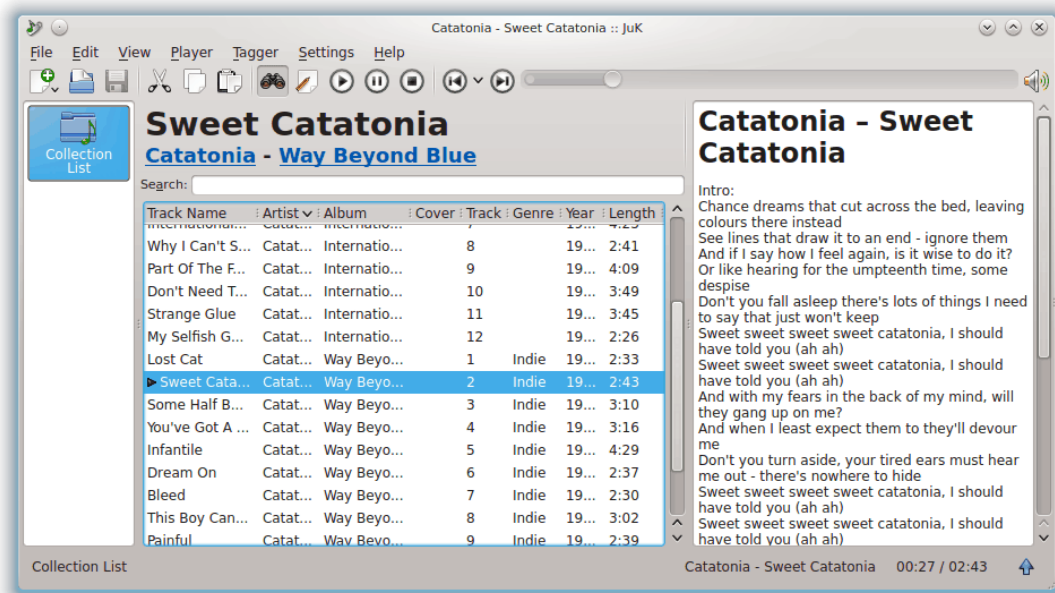 Catatonia - Sweet Catatonia :: JuK
File Edit View Player Tagger Settings Help
Collection
List
Sweet Catatonia
Catatonia - Way Beyond Blue
Search:
Track Name Artist Album Cover Track Genre Year Length
International... Catat... Internatio... 7 19... 4:25
Why I Can't S... Catat... Internatio... 8 19... 2:41
Part Of The F... Catat... Internatio... 9 19... 4:09
Don't Need T... Catat... Internatio... 10 19... 3:49
Strange Glue Catat... Internatio... 11 19... 3:45
My Selfish G... Catat... Internatio... 12 19... 2:26
Lost Cat Catat... Way Beyo... 1 Indie 19... 2:33
Sweet Cata... Catat... Way Beyo... 2 Indie 19... 2:43
Some Half B... Catat... Way Beyo... 3 Indie 19... 3:10
You've Got A ... Catat... Way Beyo... 4 Indie 19... 3:16
Infantile Catat... Way Beyo... 5 Indie 19... 4:29
Dream On Catat... Way Beyo... 6 Indie 19... 2:37
Bleed Catat... Way Beyo... 7 Indie 19... 2:30
This Boy Can... Catat... Way Beyo... 8 Indie 19... 3:02
Painful Catat... Way Beyo... 9 Indie 19... 2:39
Catatonia – Sweet
Catatonia
Intro:
Chance dreams that cut across the bed, leaving
colours there instead
See lines that draw it to an end - ignore them
And if I say how I feel again, is it wise to do it?
Or like hearing for the umpteenth time, some
despise
Don't you fall asleep there's lots of things I need
to say that just won't keep
Sweet sweet sweet sweet catatonia, I should
have told you (ah ah)
Sweet sweet sweet sweet catatonia, I should
have told you (ah ah)
And with my fears in the back of my mind, will
they gang up on me?
And when I least expect them to they'll devour
me
Don't you turn aside, your tired ears must hear
me out - there's nowhere to hide
Sweet sweet sweet sweet catatonia, I should
have told you (ah ah)
Sweet sweet sweet sweet catatonia, I should
have told you (ah ah)
Collection List
Catatonia - Sweet Catatonia 00:27 / 02:43